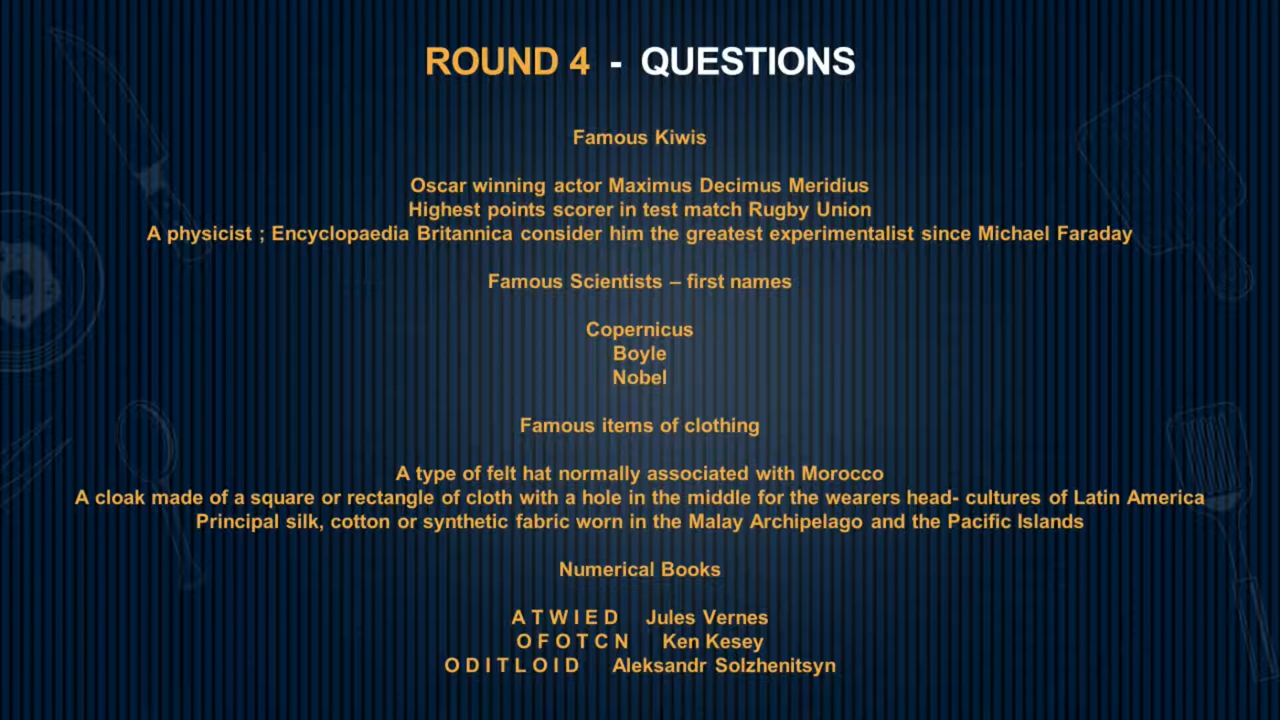 ROUND 4 - QUESTIONS
Famous Kiwis
Oscar winning actor Maximus Decimus Meridius
Highest points scorer in test match Rugby Union
A physicist ; Encyclopaedia Britannica consider him the greatest experimentalist since Michael Faraday
Famous Scientists – first names
Copernicus
Boyle
Nobel
Famous items of clothing
A type of felt hat normally associated with Morocco
A cloak made of a square or rectangle of cloth with a hole in the middle for the wearers head- cultures of Latin America
Principal silk, cotton or synthetic fabric worn in the Malay Archipelago and the Pacific Islands
Numerical Books
A T W I E D Jules Vernes
O F O T C N Ken Kesey
O D I T L O I D Aleksandr Solzhenitsyn